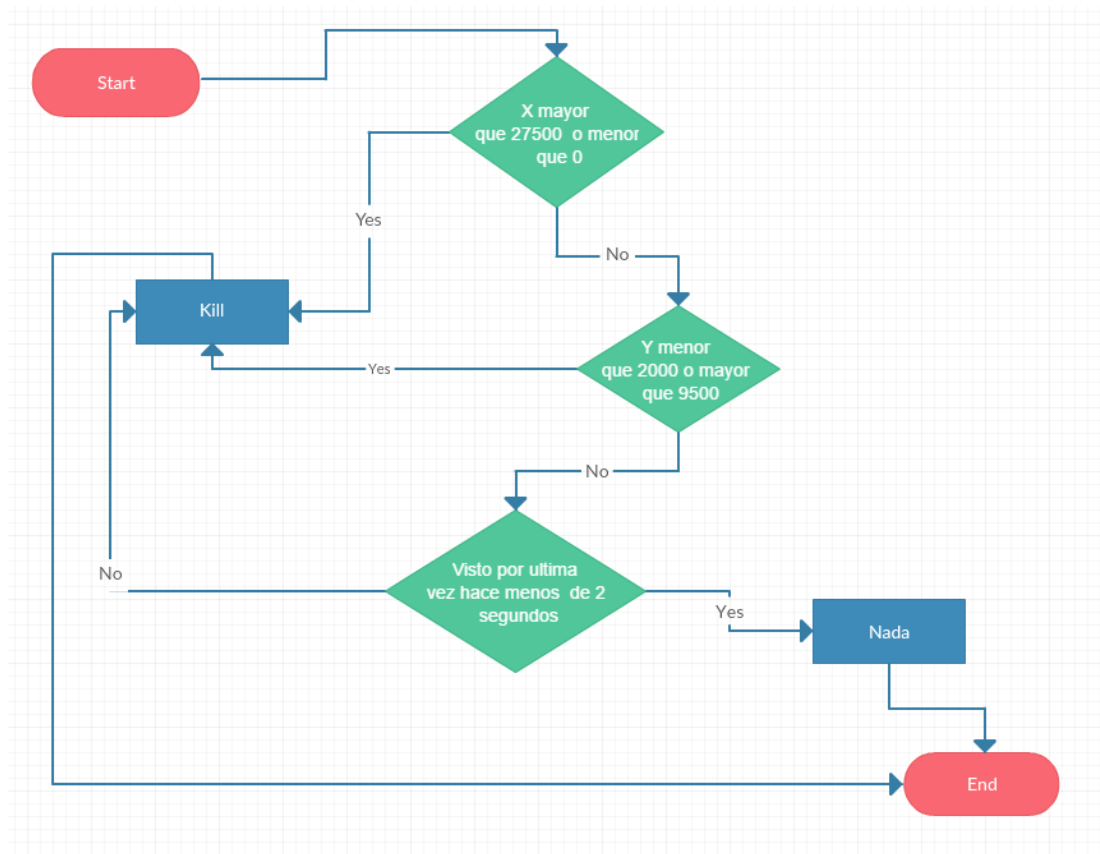 Start
X mayor
que 27500 o menor
que 0
Yes
No
Kill
Y menor
que 2000 o mayor
que 9500
Yes
No
Visto por ultima
vez hace menos de 2
segundos
No
Yes
Nada
End